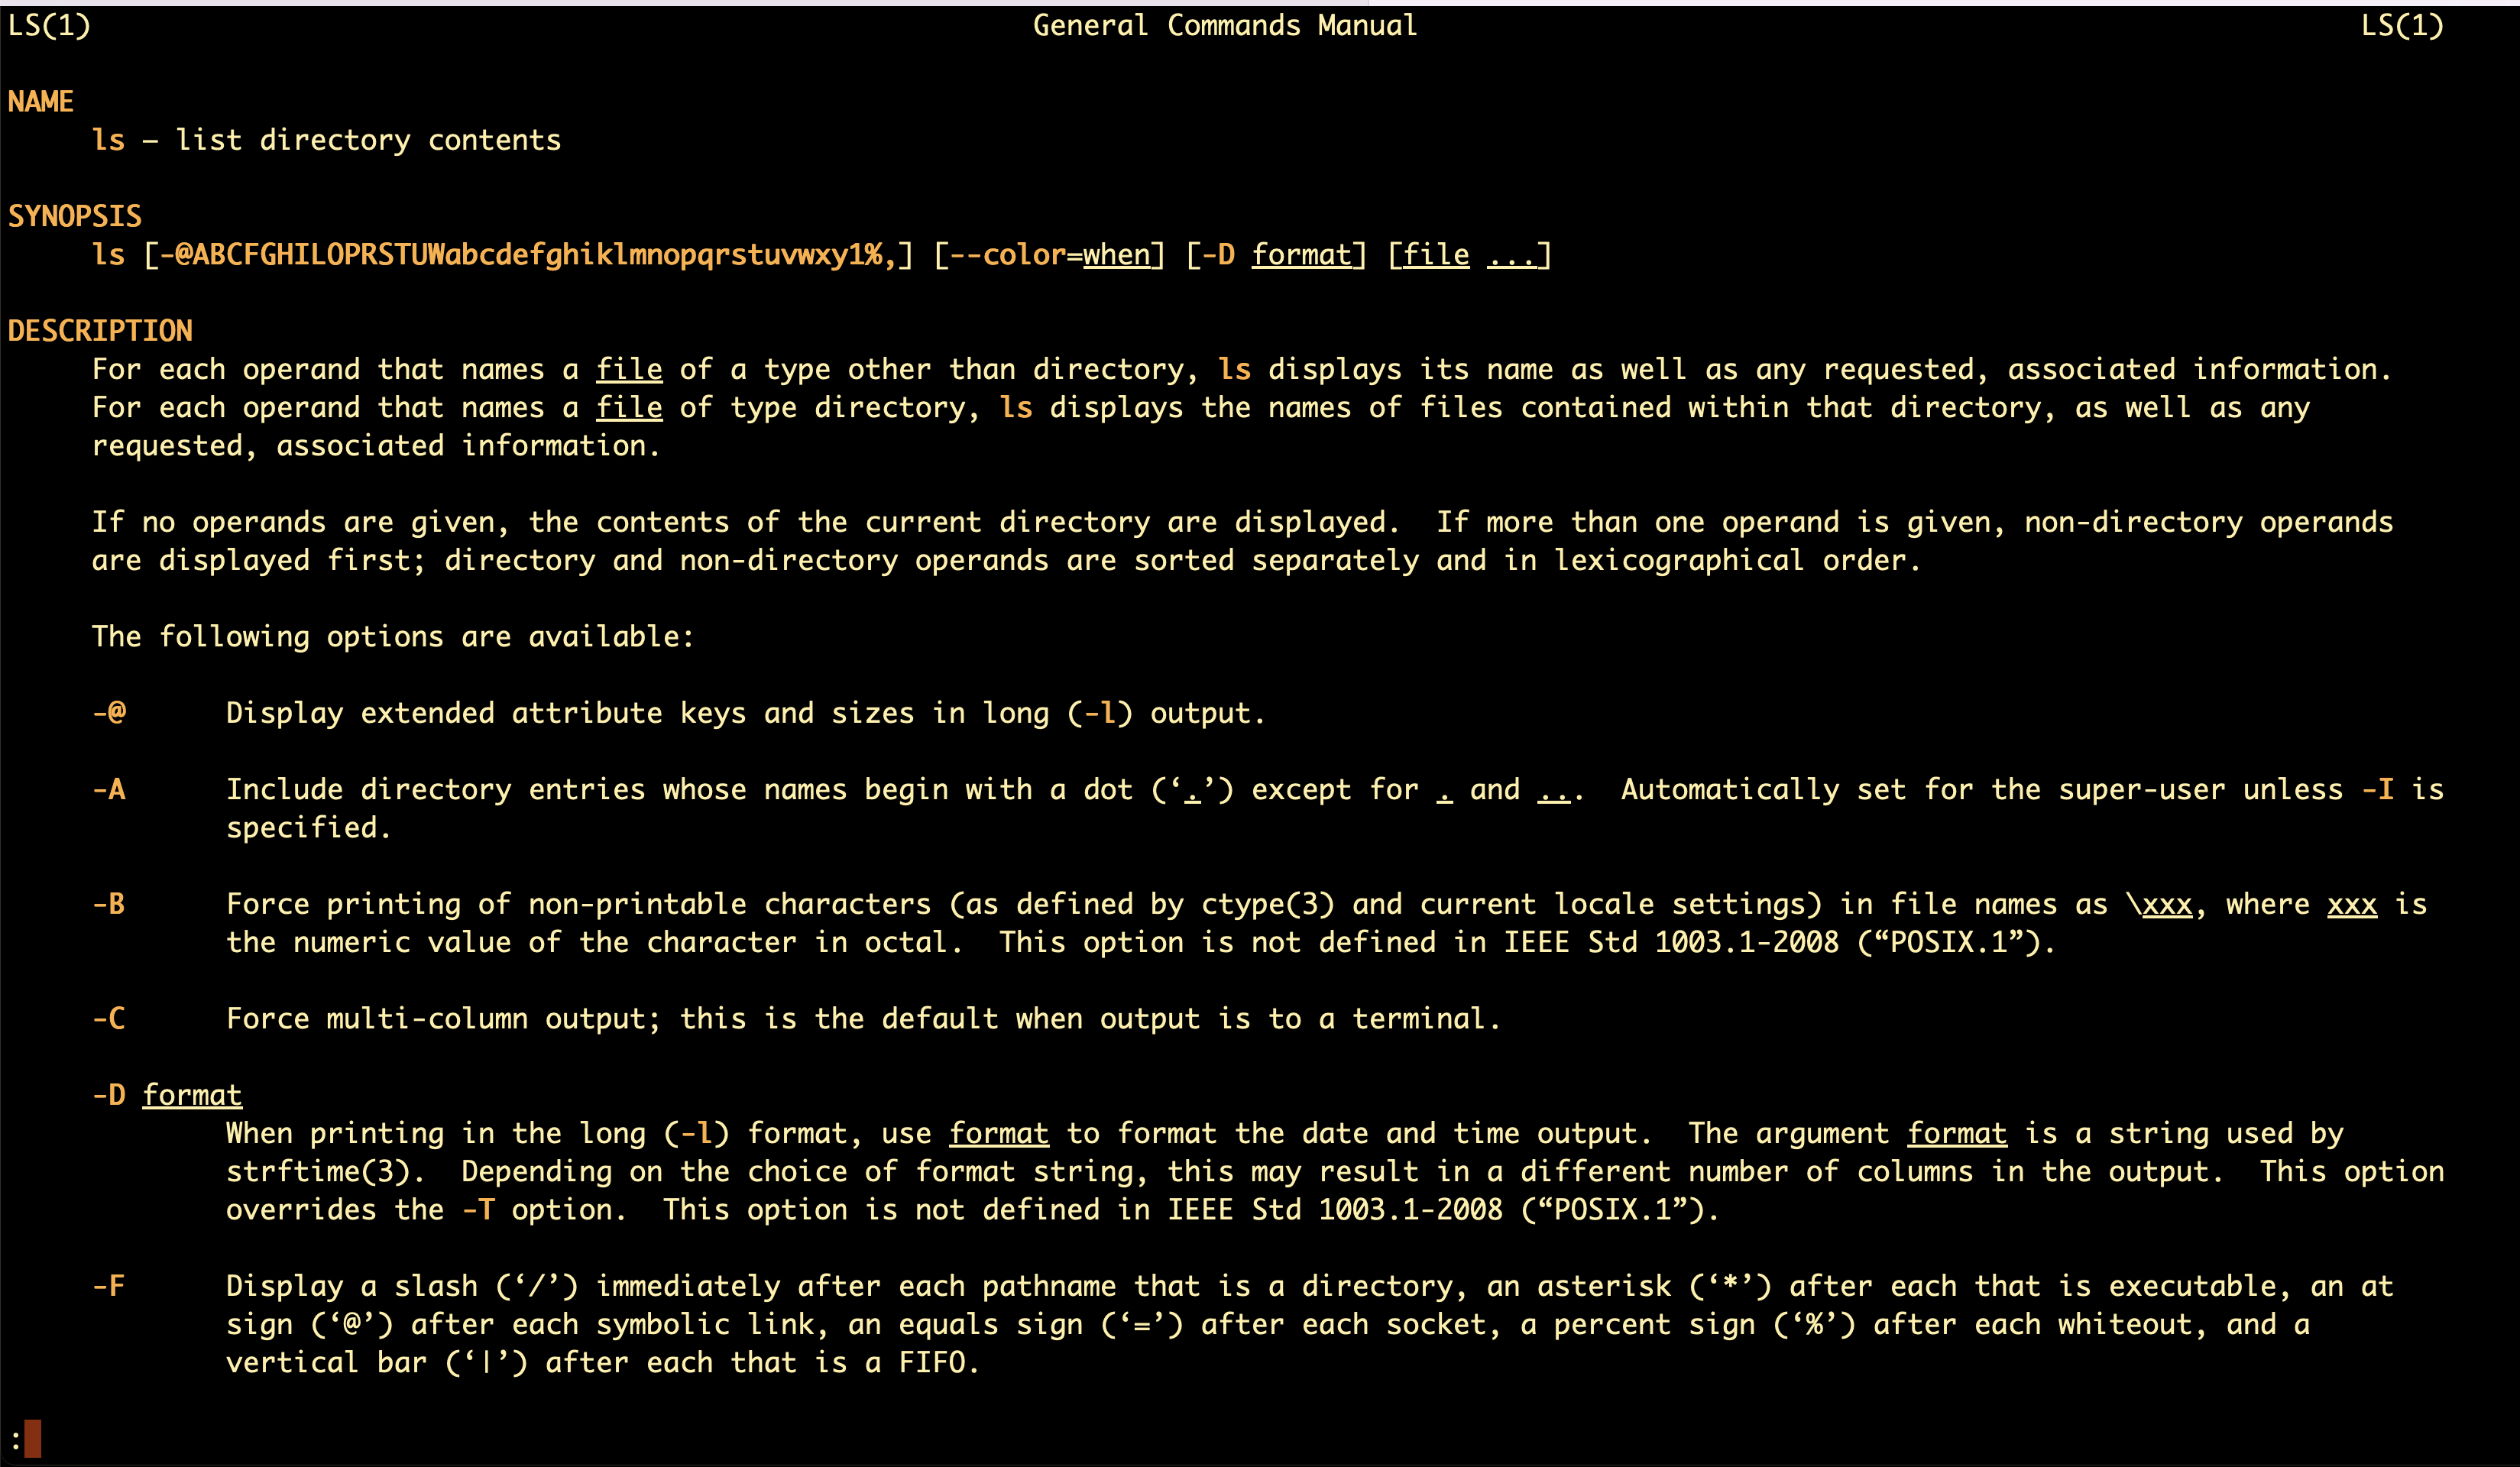 LS(1) General Commands Manual LS(1)
NAME
ls – list directory contents
SYNOPSIS
ls [-@ABCFGHILOPRSTUWabcdefghiklmnopqrstuvwxy1%,] [--color=when] [-D format] [file ...]
DESCRIPTION
For each operand that names a file of a type other than directory, ls displays its name as well as any requested, associated information.
For each operand that names a file of type directory, ls displays the names of files contained within that directory, as well as any
requested, associated information.
If no operands are given, the contents of the current directory are displayed.  If more than one operand is given, non-directory operands
are displayed first; directory and non-directory operands are sorted separately and in lexicographical order.
The following options are available:
-@ Display extended attribute keys and sizes in long (-l) output.
-A Include directory entries whose names begin with a dot (‘.’) except for . and ...  Automatically set for the super-user unless -I is
specified.
-B Force printing of non-printable characters (as defined by ctype(3) and current locale settings) in file names as \xxx, where xxx is
the numeric value of the character in octal.  This option is not defined in IEEE Std 1003.1-2008 (“POSIX.1”).
-C Force multi-column output; this is the default when output is to a terminal.
-D format
When printing in the long (-l) format, use format to format the date and time output.  The argument format is a string used by
strftime(3).  Depending on the choice of format string, this may result in a different number of columns in the output.  This option
overrides the -T option.  This option is not defined in IEEE Std 1003.1-2008 (“POSIX.1”).
-F Display a slash (‘/’) immediately after each pathname that is a directory, an asterisk (‘*’) after each that is executable, an at
sign (‘@’) after each symbolic link, an equals sign (‘=’) after each socket, a percent sign (‘%’) after each whiteout, and a
vertical bar (‘|’) after each that is a FIFO.
: